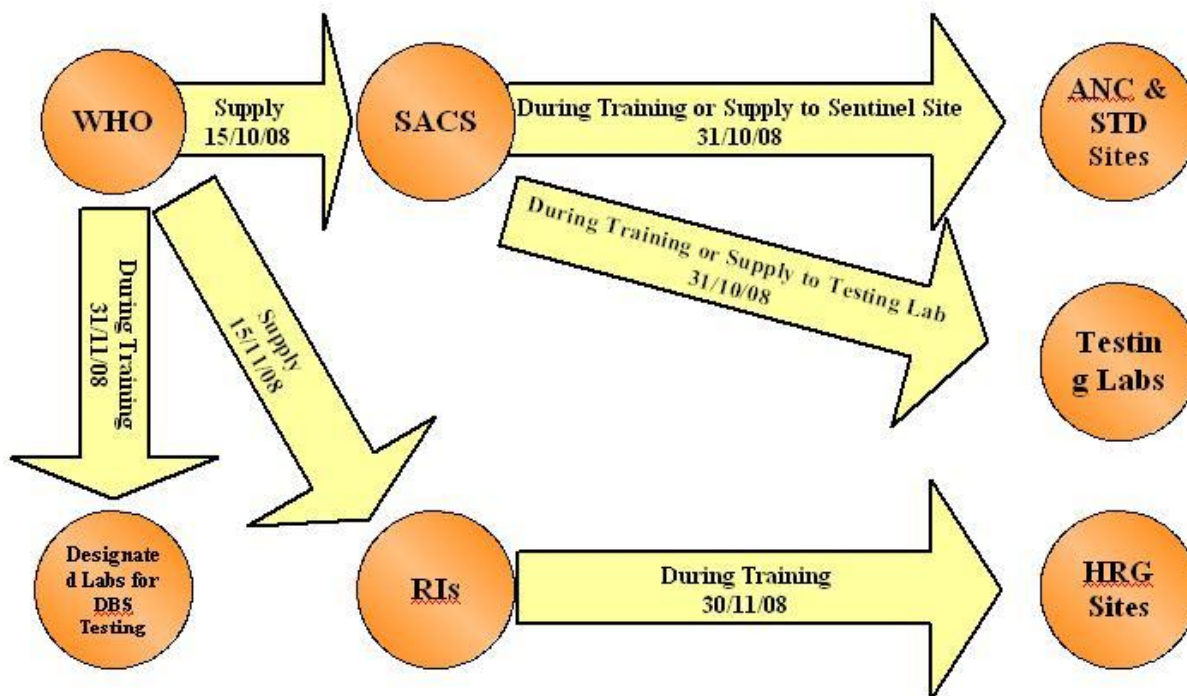 WHO
Supply
15/10/08
SACS
During Training or Supply to Sentinel Site
31/10/08
ANC &
STD
Sites
During Training or Supply to Testing Lab
31/10/08
Testin
g Labs
During Training
31/11/08
Supply
15/11/08
Designate
d Labs for
DBS
Testing
RIs
During Training
30/11/08
HRG
Sites